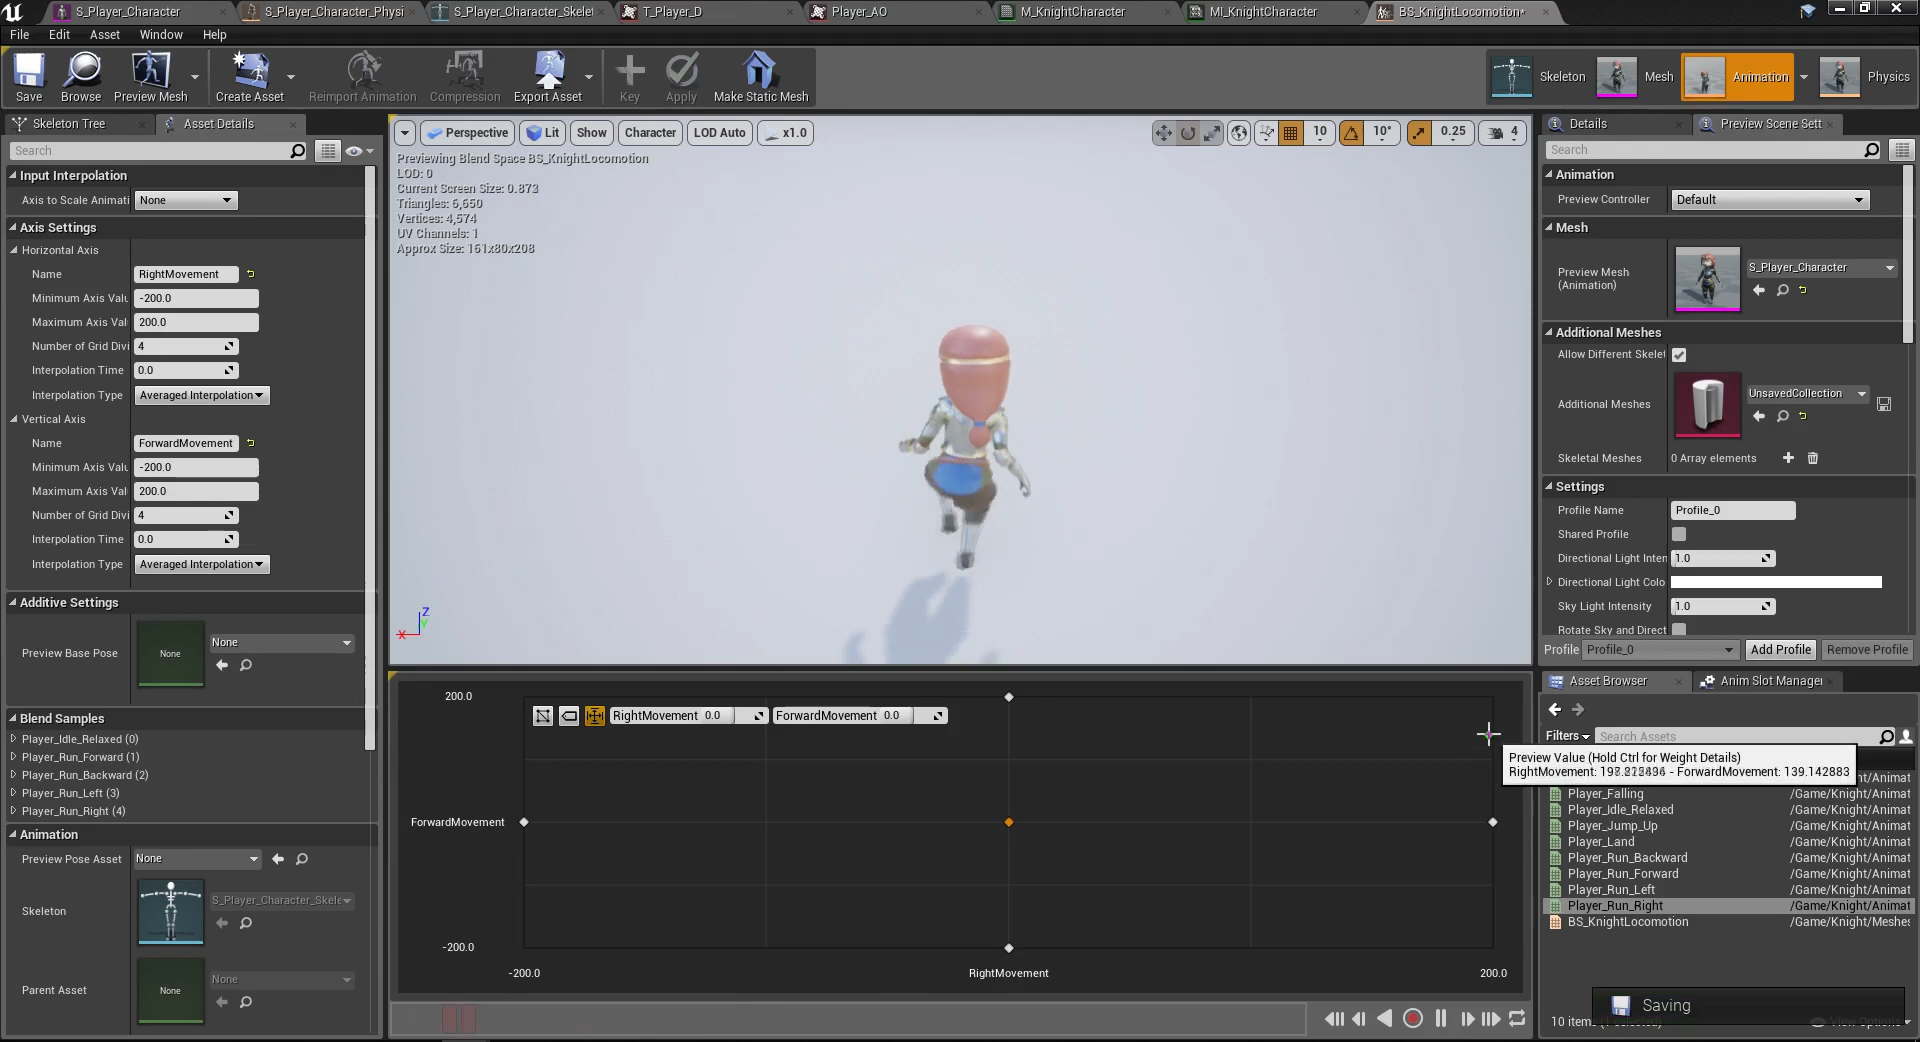 S_Player_Character
S_Player_Character_Physi
S_Player_Character_Skelet
T_Player_D
Player_AO
M_KnightCharacter
MI_KnightCharacter
BS_KnightLocomotion*
File Edit Asset Window Help
Save Browse Preview Mesh Create Asset Reimport Animation Compression Export Asset Key Apply Make Static Mesh
Skeleton Mesh Animation Physics
Skeleton Tree Asset Details
Search
Input Interpolation
Axis to Scale Animati None
Axis Settings
Horizontal Axis
Name RightMovement
Minimum Axis Valu -200.0
Maximum Axis Val 200.0
Number of Grid Divi 4
Interpolation Time 0.0
Interpolation Type Averaged Interpolation
Vertical Axis
Name ForwardMovement
Minimum Axis Valu -200.0
Maximum Axis Val 200.0
Number of Grid Divi 4
Interpolation Time 0.0
Interpolation Type Averaged Interpolation
Additive Settings
Preview Base Pose None None
Blend Samples
Player_Idle_Relaxed (0)
Player_Run_Forward (1)
Player_Run_Backward (2)
Player_Run_Left (3)
Player_Run_Right (4)
Animation
Preview Pose Asset None
Skeleton S_Player_Character_Skele
Parent Asset None None
Perspective Lit Show Character LOD Auto x1.0
10 10° 0.25 4
Previewing Blend Space BS_KnightLocomotion
LOD: 0
Current Screen Size: 0.873
Triangles: 6,650
Vertices: 4,574
UV Channels: 1
Approx Size: 161x80x208
Z
Y
X
200.0
RightMovement 0.0 ForwardMovement 0.0
ForwardMovement
-200.0
-200.0 RightMovement 200.0
Preview Value (Hold Ctrl for Weight Details)
RightMovement: - ForwardMovement: 139.142883
Details Preview Scene Sett
Search
Animation
Preview Controller Default
Mesh
Preview Mesh
(Animation)
S_Player_Character
Additional Meshes
Allow Different Skelet
Additional Meshes UnsavedCollection
Skeletal Meshes 0 Array elements
Settings
Profile Name Profile_0
Shared Profile
Directional Light Inten 1.0
Directional Light Colo
Sky Light Intensity 1.0
Rotate Sky and Direct
Profile Profile_0 Add Profile Remove Profile
Asset Browser Anim Slot Manager
Filters Search Assets
/Game/Knight/Animat
Player_Falling /Game/Knight/Animat
Player_Idle_Relaxed /Game/Knight/Animat
Player_Jump_Up /Game/Knight/Animat
Player_Land /Game/Knight/Animat
Player_Run_Backward /Game/Knight/Animat
Player_Run_Forward /Game/Knight/Animat
Player_Run_Left /Game/Knight/Animat
Player_Run_Right /Game/Knight/Animat
BS_KnightLocomotion /Game/Knight/Meshes
Saving
10 items (1 selected) View Options